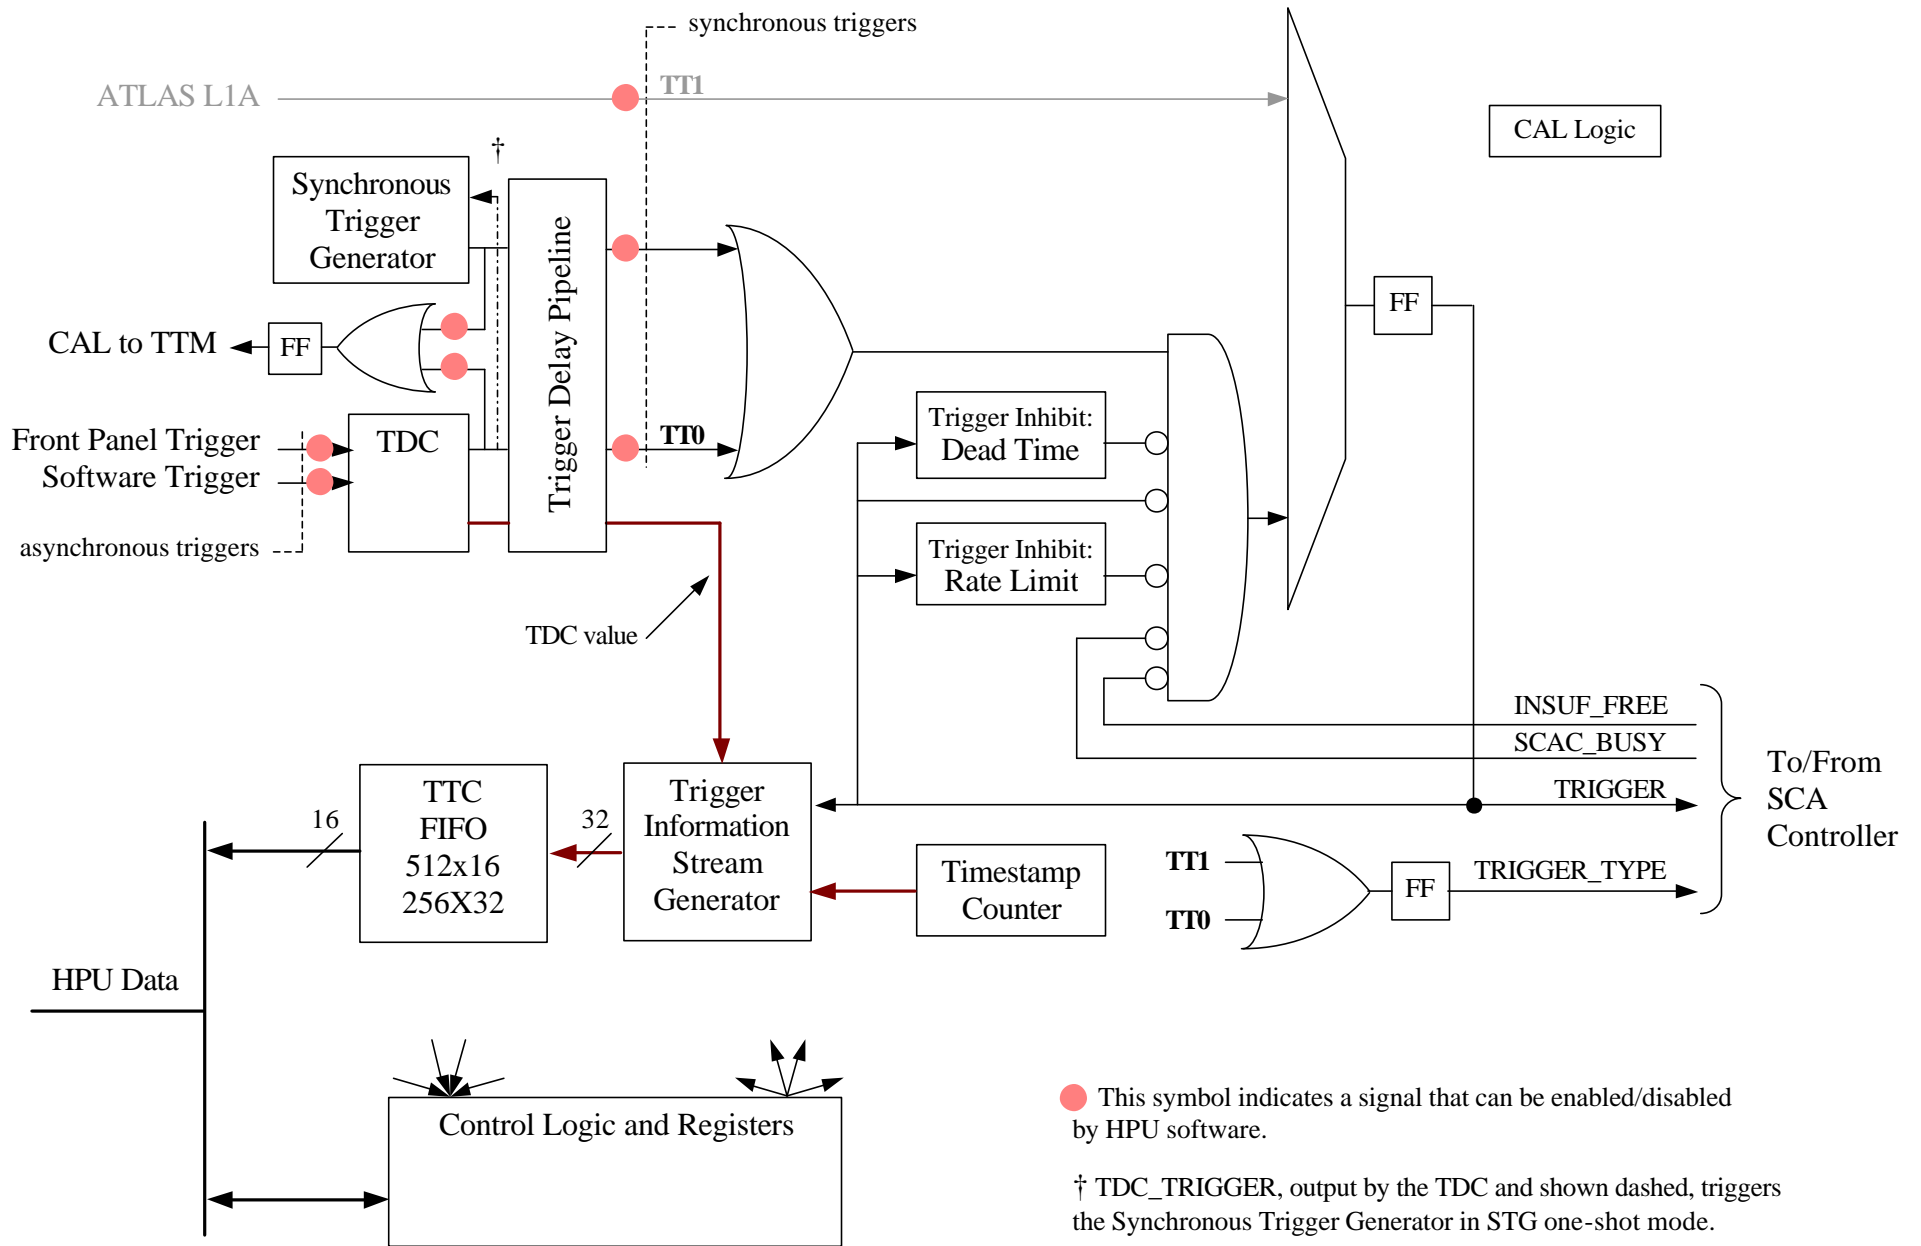 synchronous triggers
ATLAS L1A
TT1
CAL Logic
†
Synchronous
Trigger
Generator
Trigger Delay Pipeline
CAL to TTM
FF
FF
Front Panel Trigger
Software Trigger
TDC
TT0
asynchronous triggers
Trigger Inhibit:
Dead Time
Trigger Inhibit:
Rate Limit
TDC value
INSUF_FREE
SCAC_BUSY
TRIGGER
TRIGGER_TYPE
To/From
SCA
Controller
TTC
FIFO
512x16
256X32
16
32
Trigger
Information
Stream
Generator
Timestamp
Counter
TT1
TT0
FF
HPU Data
Control Logic and Registers
This symbol indicates a signal that can be enabled/disabled
by HPU software.
† TDC_TRIGGER, output by the TDC and shown dashed, triggers
the Synchronous Trigger Generator in STG one-shot mode.